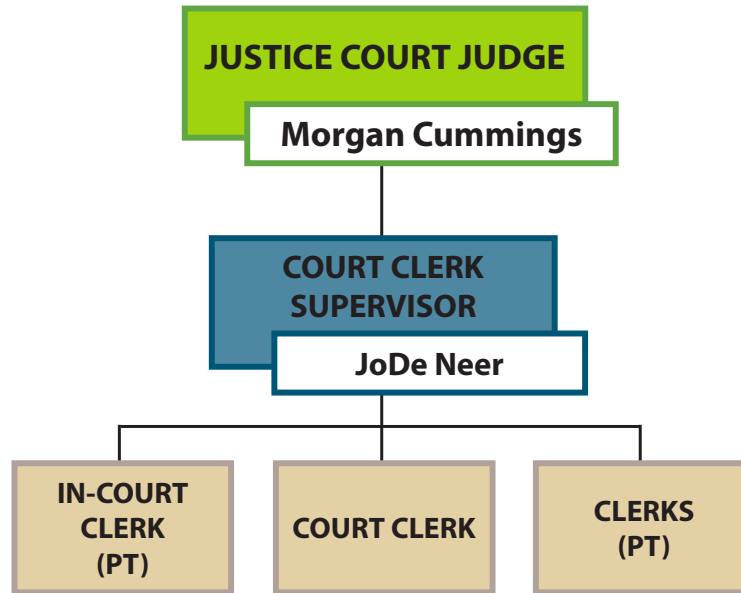 JUSTICE COURT JUDGE
Morgan Cummings
COURT CLERK
SUPERVISOR
JoDe Neer
IN-COURT
CLERK
(PT)
COURT CLERK
CLERKS
(PT)